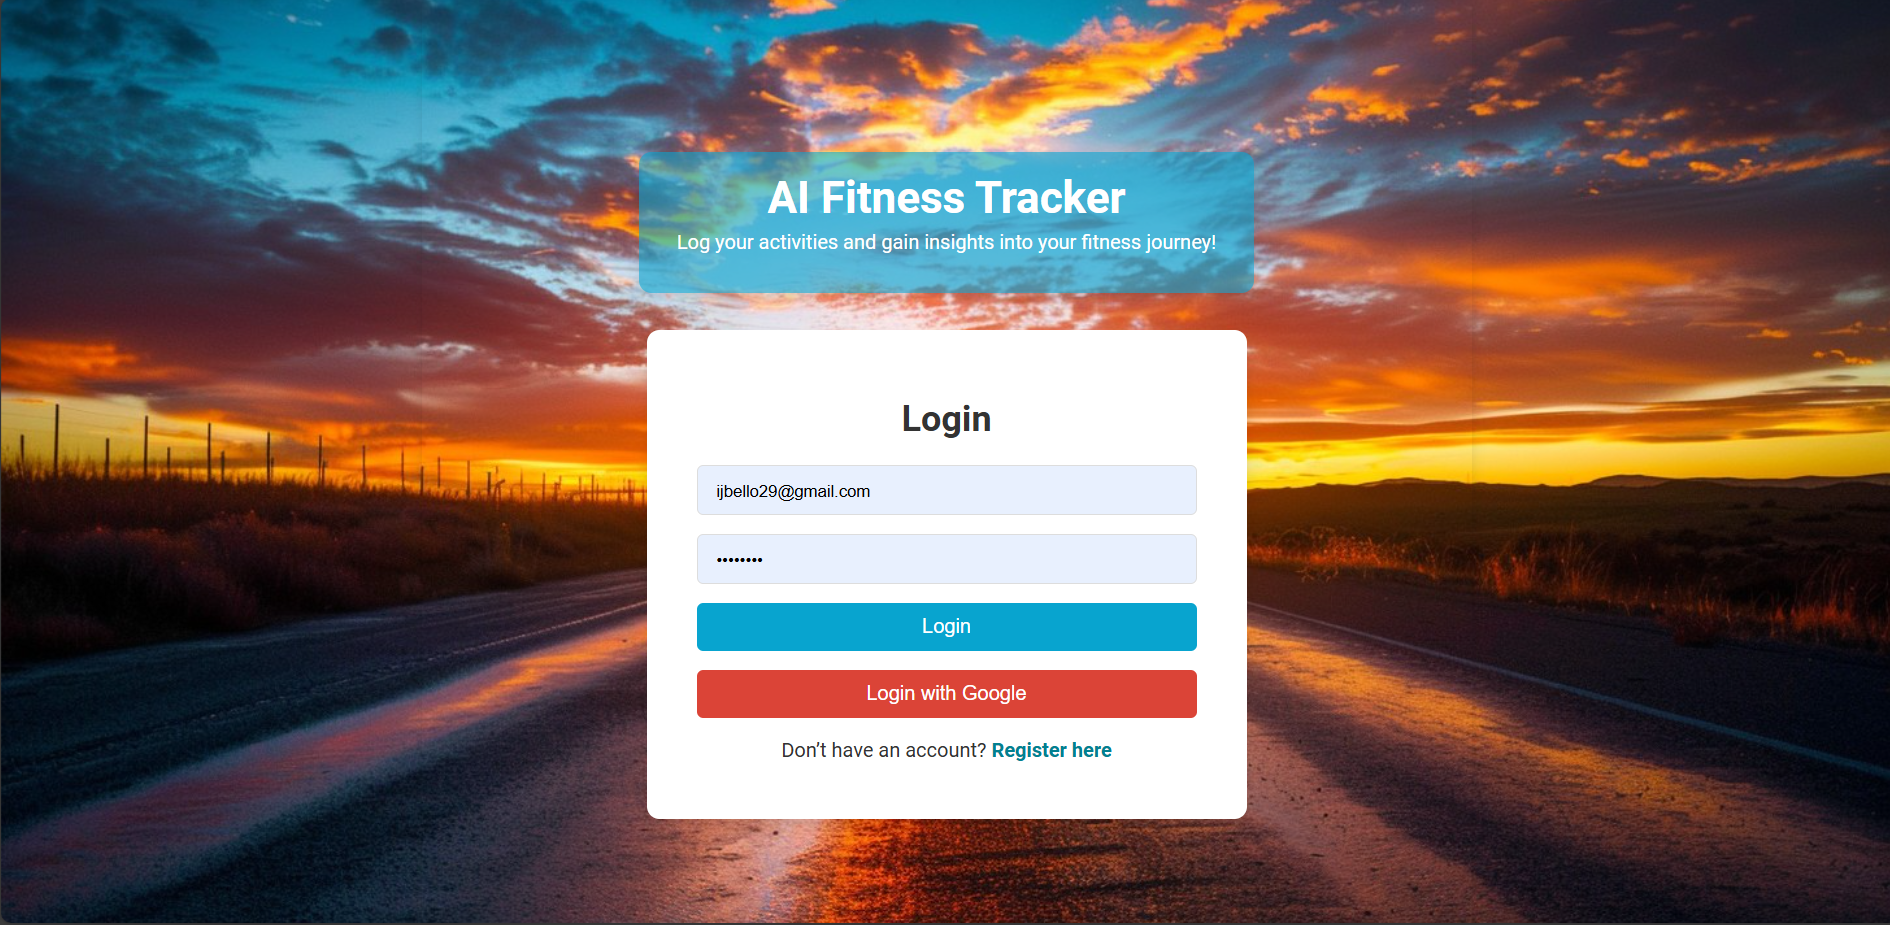 AI Fitness Tracker
Log your activities and gain insights into your fitness journey!
Login
ijbello29@gmail.com
••••••••
Login
Login with Google
Don’t have an account? Register here